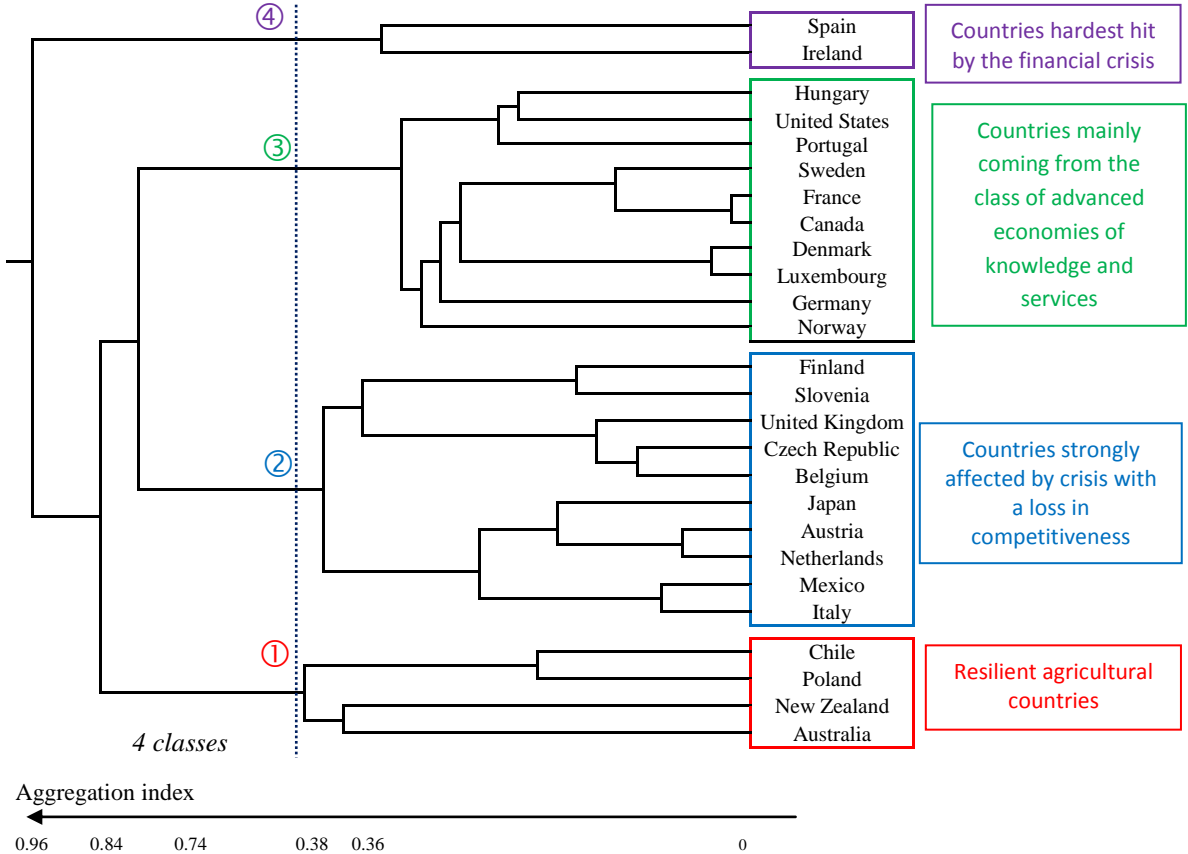 ④
Spain
Ireland
Countries hardest hit
by the financial crisis
③
Hungary
United States
Portugal
Sweden
France
Canada
Denmark
Luxembourg
Germany
Norway
Countries mainly
coming from the
class of advanced
economies of
knowledge and
services
②
Finland
Slovenia
United Kingdom
Czech Republic
Belgium
Japan
Austria
Netherlands
Mexico
Italy
Countries strongly
affected by crisis with
a loss in
competitiveness
①
Chile
Poland
New Zealand
Australia
Resilient agricultural
countries
4 classes
Aggregation index
0.96 0.84 0.74 0.38 0.36 0